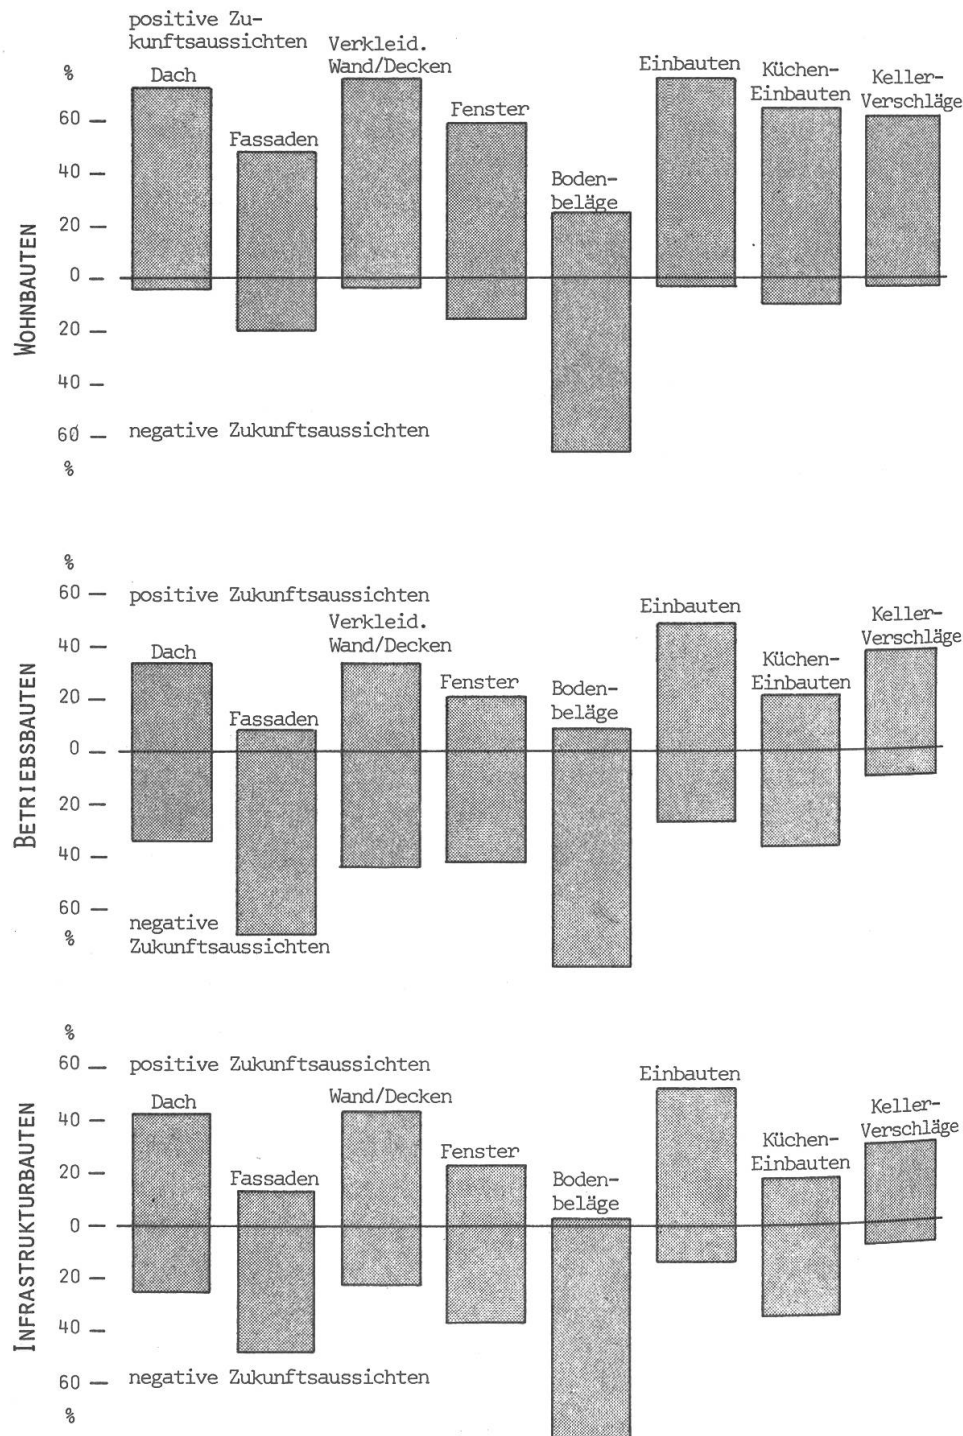 positive Zu-
kunftsaussichten
Verkleid.
Wand/Decken
%
Dach
Fassaden
Fenster
Boden-
beläge
Einbauten
Küchen-
Einbauten
Keller-
Verschläge
60
40
20
0
20
40
60
%
WOHNBAUTEN
negative Zukunftsaussichten
%
60
positive Zukunftsaussichten
Verkleid.
Wand/Decken
Dach
Fassaden
Fenster
Boden-
beläge
Einbauten
Küchen-
Einbauten
Keller-
Verschläge
40
20
0
20
40
60
%
BETRIEBSBAUTEN
negative
Zukunftsaussichten
%
60
positive Zukunftsaussichten
Dach
Fassaden
Wand/Decken
Fenster
Boden-
beläge
Einbauten
Küchen-
Einbauten
Keller-
Verschläge
40
20
0
20
40
60
%
INFRASTRUKTURBAUTEN
negative Zukunftsaussichten